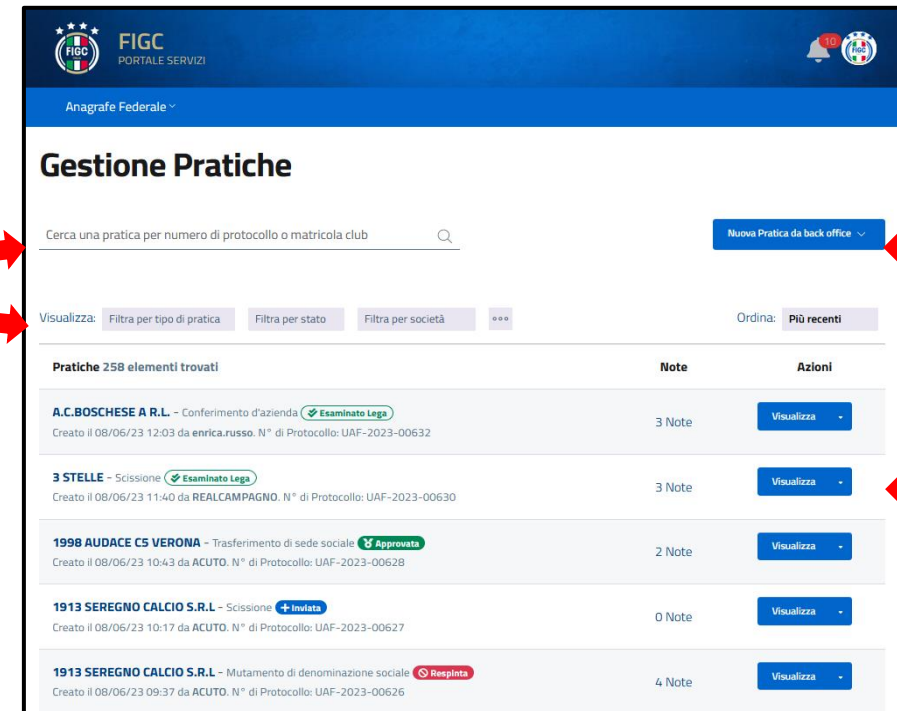 FIGC
PORTALE SERVIZI
FIGC
10
FIGC
Anagrafe Federale
Gestione Pratiche
Cerca una pratica per numero di protocollo o matricola club
Nuova Pratica da back office
Visualizza: Filtra per tipo di pratica Filtra per stato Filtra per società
Ordina: Più recenti
Pratiche 258 elementi trovati Note Azioni
A.C.BOSCHESE A R.L. - Conferimento d'azienda Esaminato Lega
Creato il 08/06/23 12:03 da enrica.russo. N° di Protocollo: UAF-2023-00632
3 Note
Visualizza
3 STELLE - Scissione Esaminato Lega
Creato il 08/06/23 11:40 da REALCAMPAGNO. N° di Protocollo: UAF-2023-00630
3 Note
Visualizza
1998 AUDACE C5 VERONA - Trasferimento di sede sociale Approvata
Creato il 08/06/23 10:43 da ACUTO. N° di Protocollo: UAF-2023-00628
2 Note
Visualizza
1913 SEREGNO CALCIO S.R.L - Scissione Inviata
Creato il 08/06/23 10:17 da ACUTO. N° di Protocollo: UAF-2023-00627
0 Note
Visualizza
1913 SEREGNO CALCIO S.R.L - Mutamento di denominazione sociale Respinta
Creato il 08/06/23 09:37 da ACUTO. N° di Protocollo: UAF-2023-00626
4 Note
Visualizza